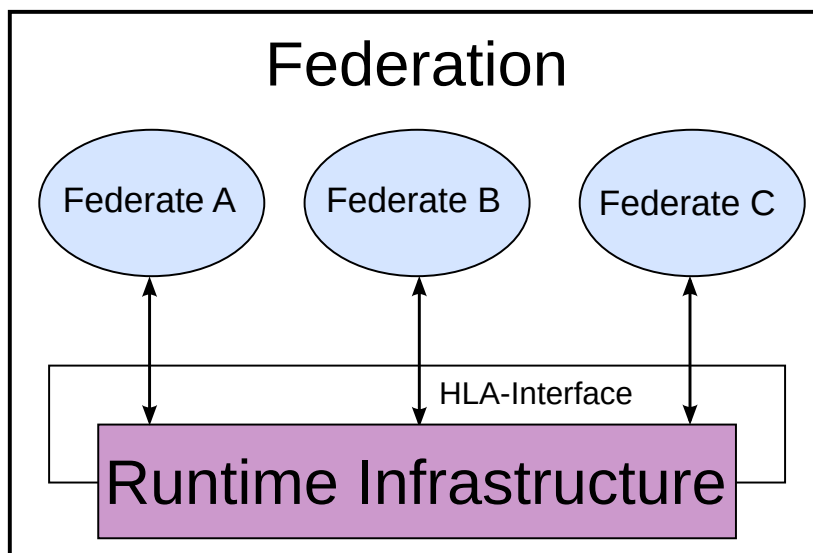 Federation
Federate A
Federate B
Federate C
HLA-Interface
Runtime Infrastructure